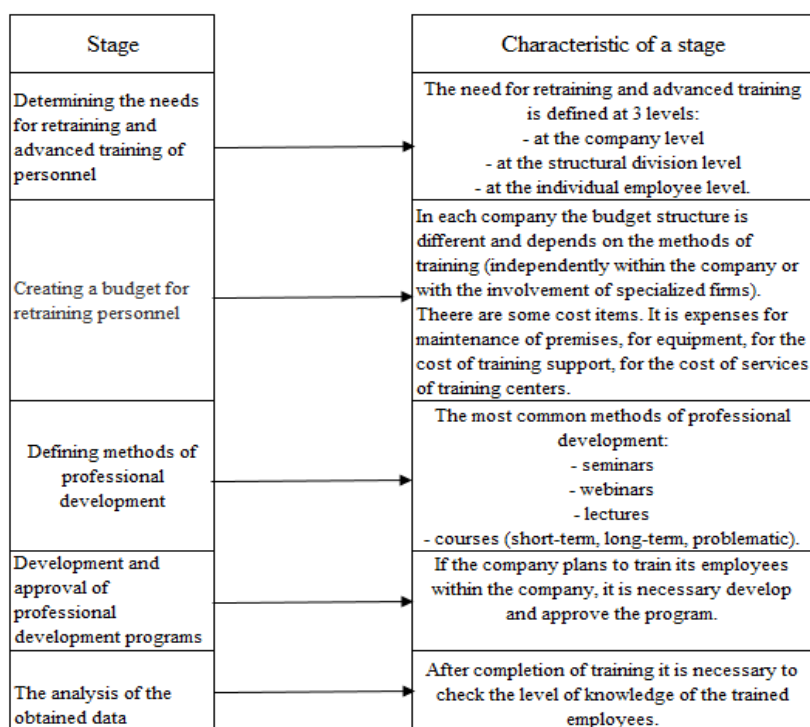 Stage
Characteristic of a stage
Determining the needs
for retraining and
advanced training of
personnel
The need for retraining and advanced training
is defined at 3 levels:
- at the company level
- at the structural division level
- at the individual employee level.
Creating a budget for
retraining personnel
In each company the budget structure is
different and depends on the methods of
training (independently within the company or
with the involvement of specialized firms).
Theere are some cost items. It is expenses for
maintenance of premises, for equipment, for the
cost of training support, for the cost of services
of training centers.
Defining methods of
professional
development
The most common methods of professional
development:
- seminars
- webinars
- lectures
- courses (short-term, long-term, problematic).
Development and
approval of
professional
development programs
If the company plans to train its employees
within the company, it is necessary develop
and approve the program.
The analysis of the
obtained data
After completion of training it is necessary to
check the level of knowledge of the trained
employees.